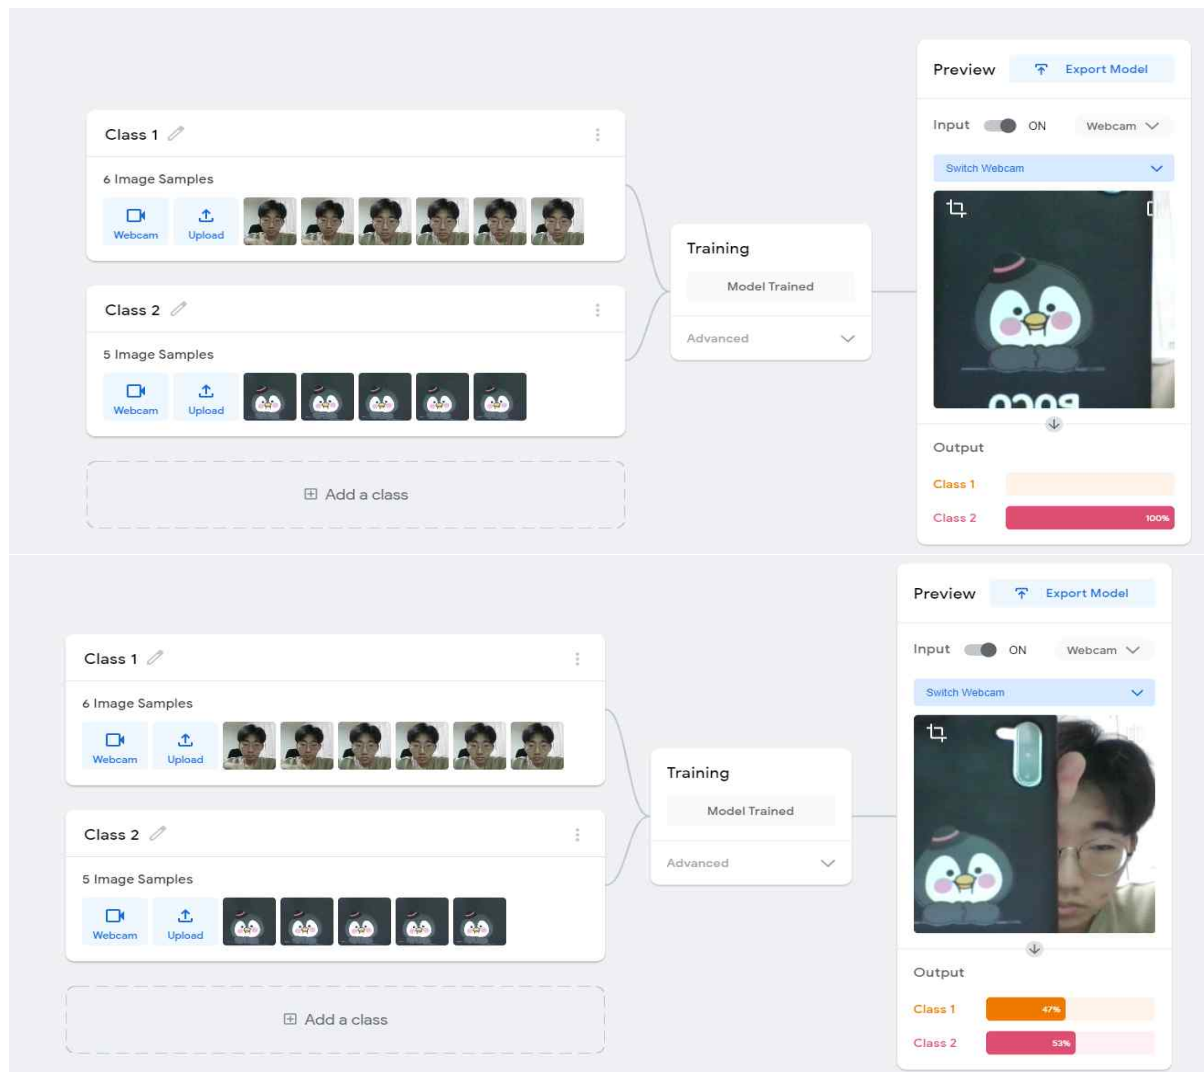 Preview
Export Model
Class 1
Input ON Webcam
6 Image Samples
Switch Webcam
Webcam Upload
Training
Model Trained
Class 2
Advanced
5 Image Samples
Webcam Upload
POCO
Output
Class 1
Add a class
Class 2 100%
Preview
Export Model
Class 1
Input ON Webcam
6 Image Samples
Switch Webcam
Webcam Upload
Training
Model Trained
Class 2
Advanced
5 Image Samples
Webcam Upload
Output
Class 1 47%
Add a class
Class 2 53%